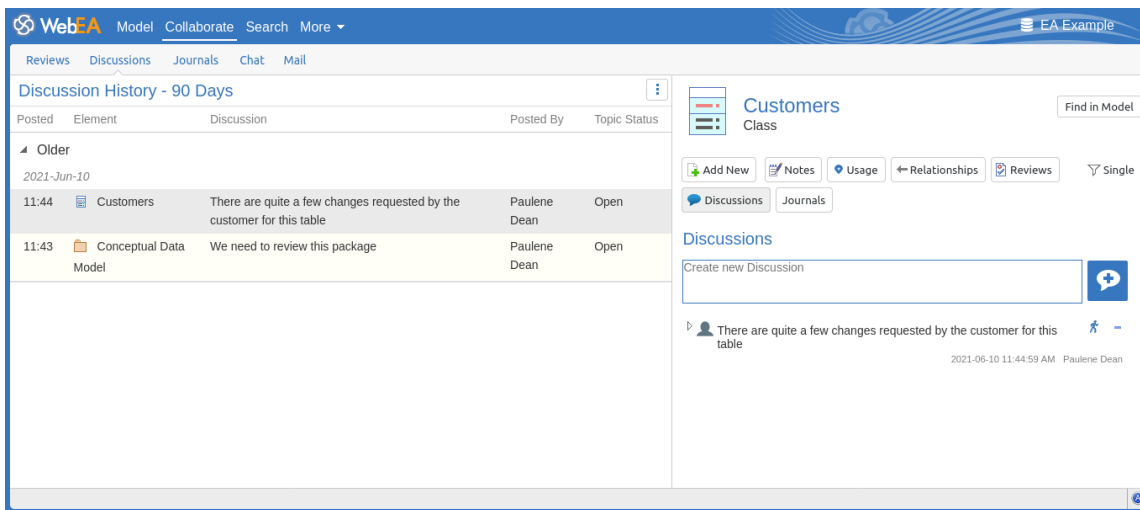 WebEA Model Collaborate Search More EA Example
Reviews Discussions Journals Chat Mail
Discussion History - 90 Days
Posted Element Discussion Posted By Topic Status
Older
2021-Jun-10
11:44 Customers There are quite a few changes requested by the Paulene Open
customer for this table Dean
11:43 Conceptual Data We need to review this package Paulene Open
Model Dean
Customers Find in Model
Class
Add New Notes Usage Relationships Reviews Single
Discussions Journals
Discussions
Create new Discussion
There are quite a few changes requested by the customer for this
table
2021-06-10 11:44:59 AM Paulene Dean